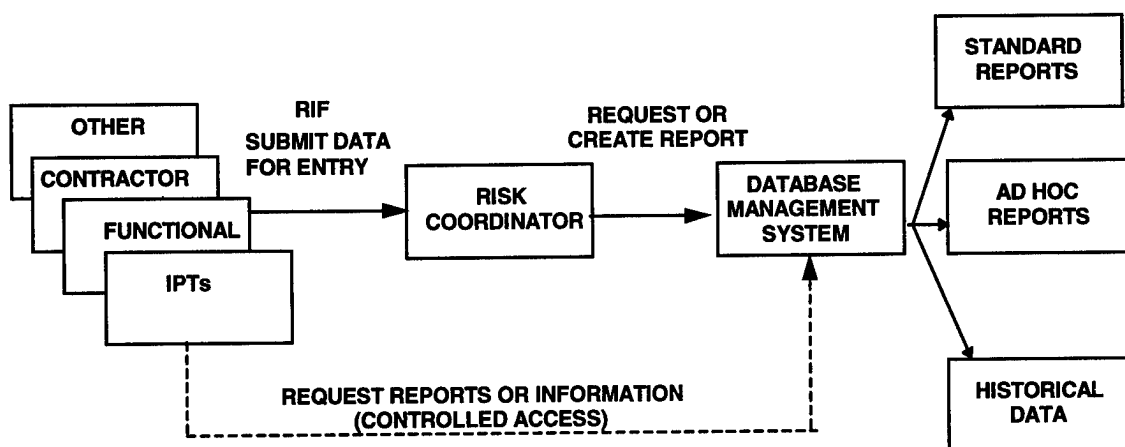 OTHER
CONTRACTOR
FUNCTIONAL
IPTs
RIF
SUBMIT DATA
FOR ENTRY
RISK
COORDINATOR
REQUEST OR
CREATE REPORT
DATABASE
MANAGEMENT
SYSTEM
STANDARD
REPORTS
AD HOC
REPORTS
HISTORICAL
DATA
REQUEST REPORTS OR INFORMATION
(CONTROLLED ACCESS)